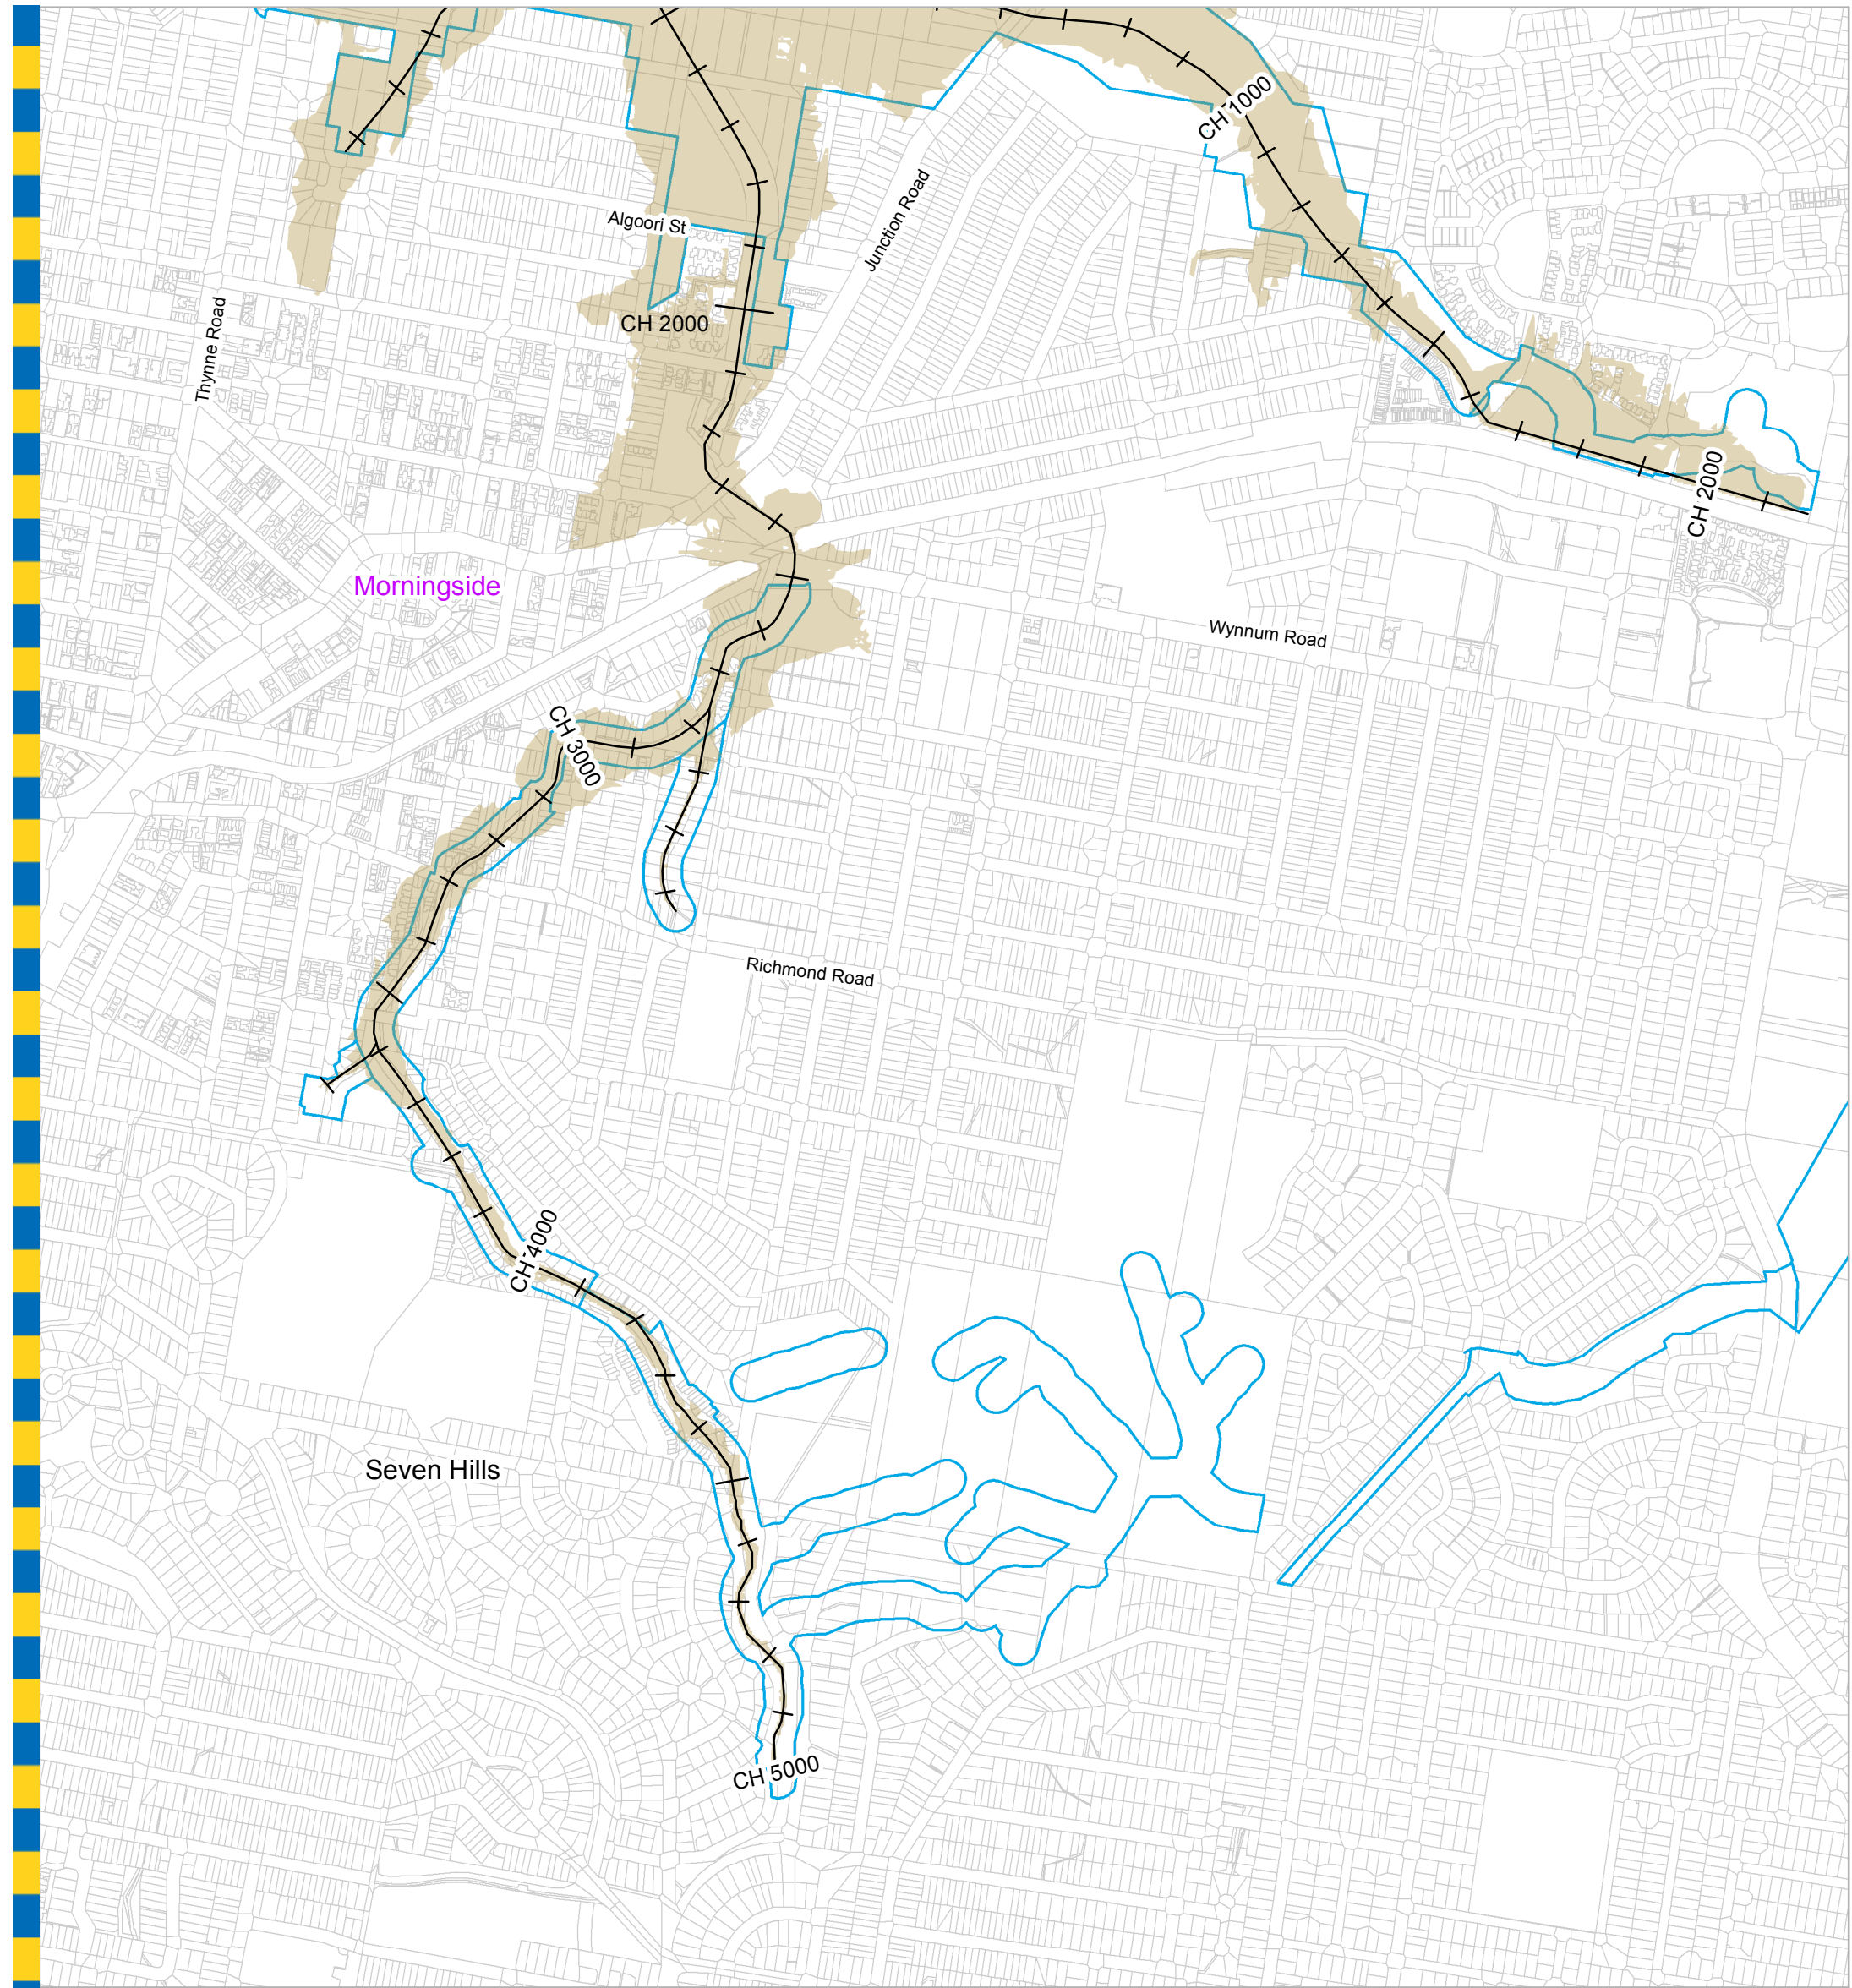 CH 1000
Junction Road
Algoori St
CH 2000
Thynne Road
CH 2000
Morningside
Wynnum Road
CH 3000
Richmond Road
CH 4000
Seven Hills
CH 5000